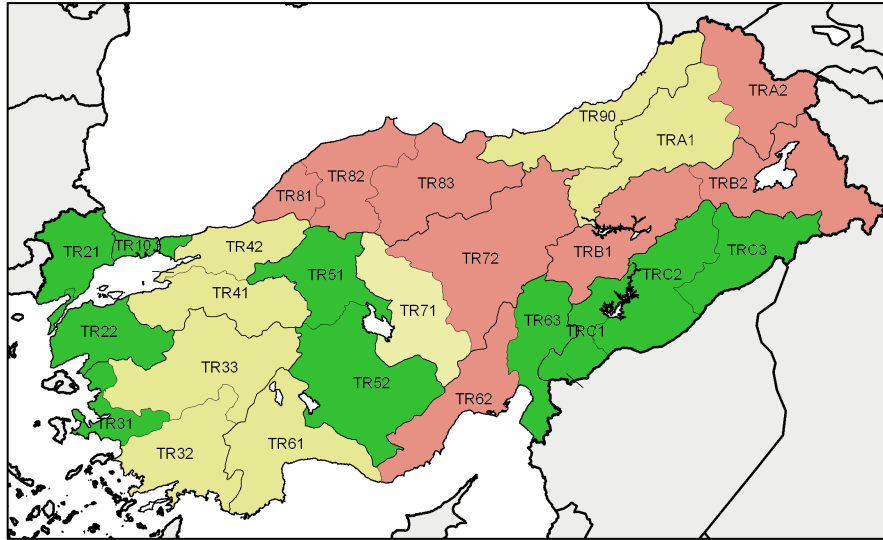 TRA2
TR90
TRA1
TR82
TR83
TRB2
TR81
TR21
TR10
TR42
TRB1
TR72
TRC3
TRC2
TR51
TR41
TR71
TR63
TRC1
TR22
TR33
TR52
TR62
TR31
TR61
TR32